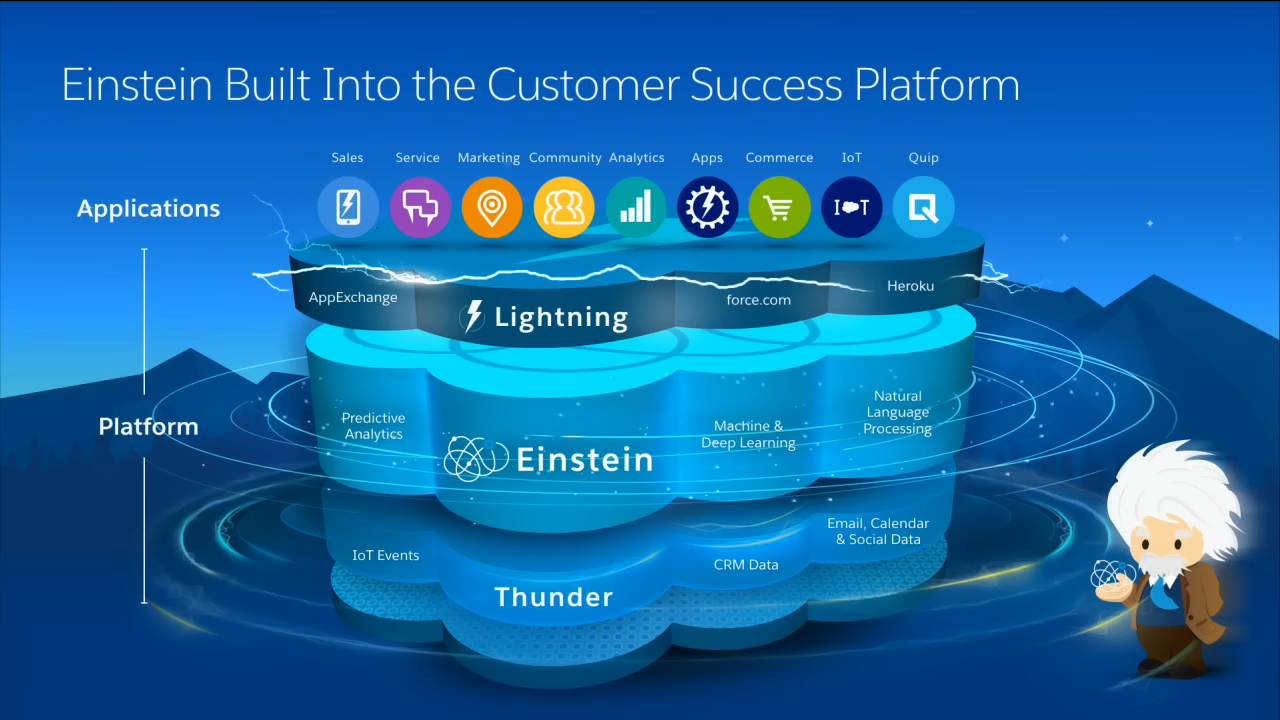 Einstein Built Into the Customer Success Platform
Sales
Service
Marketing
Community
Analytics
Apps
Commerce
IoT
Quip
Applications
I T
Q
AppExchange
Lightning
force.com
Heroku
Platform
Predictive
Analytics
Einstein
Machine &
Deep Learning
Natural
Language
Processing
IoT Events
Thunder
CRM Data
Email, Calendar
& Social Data